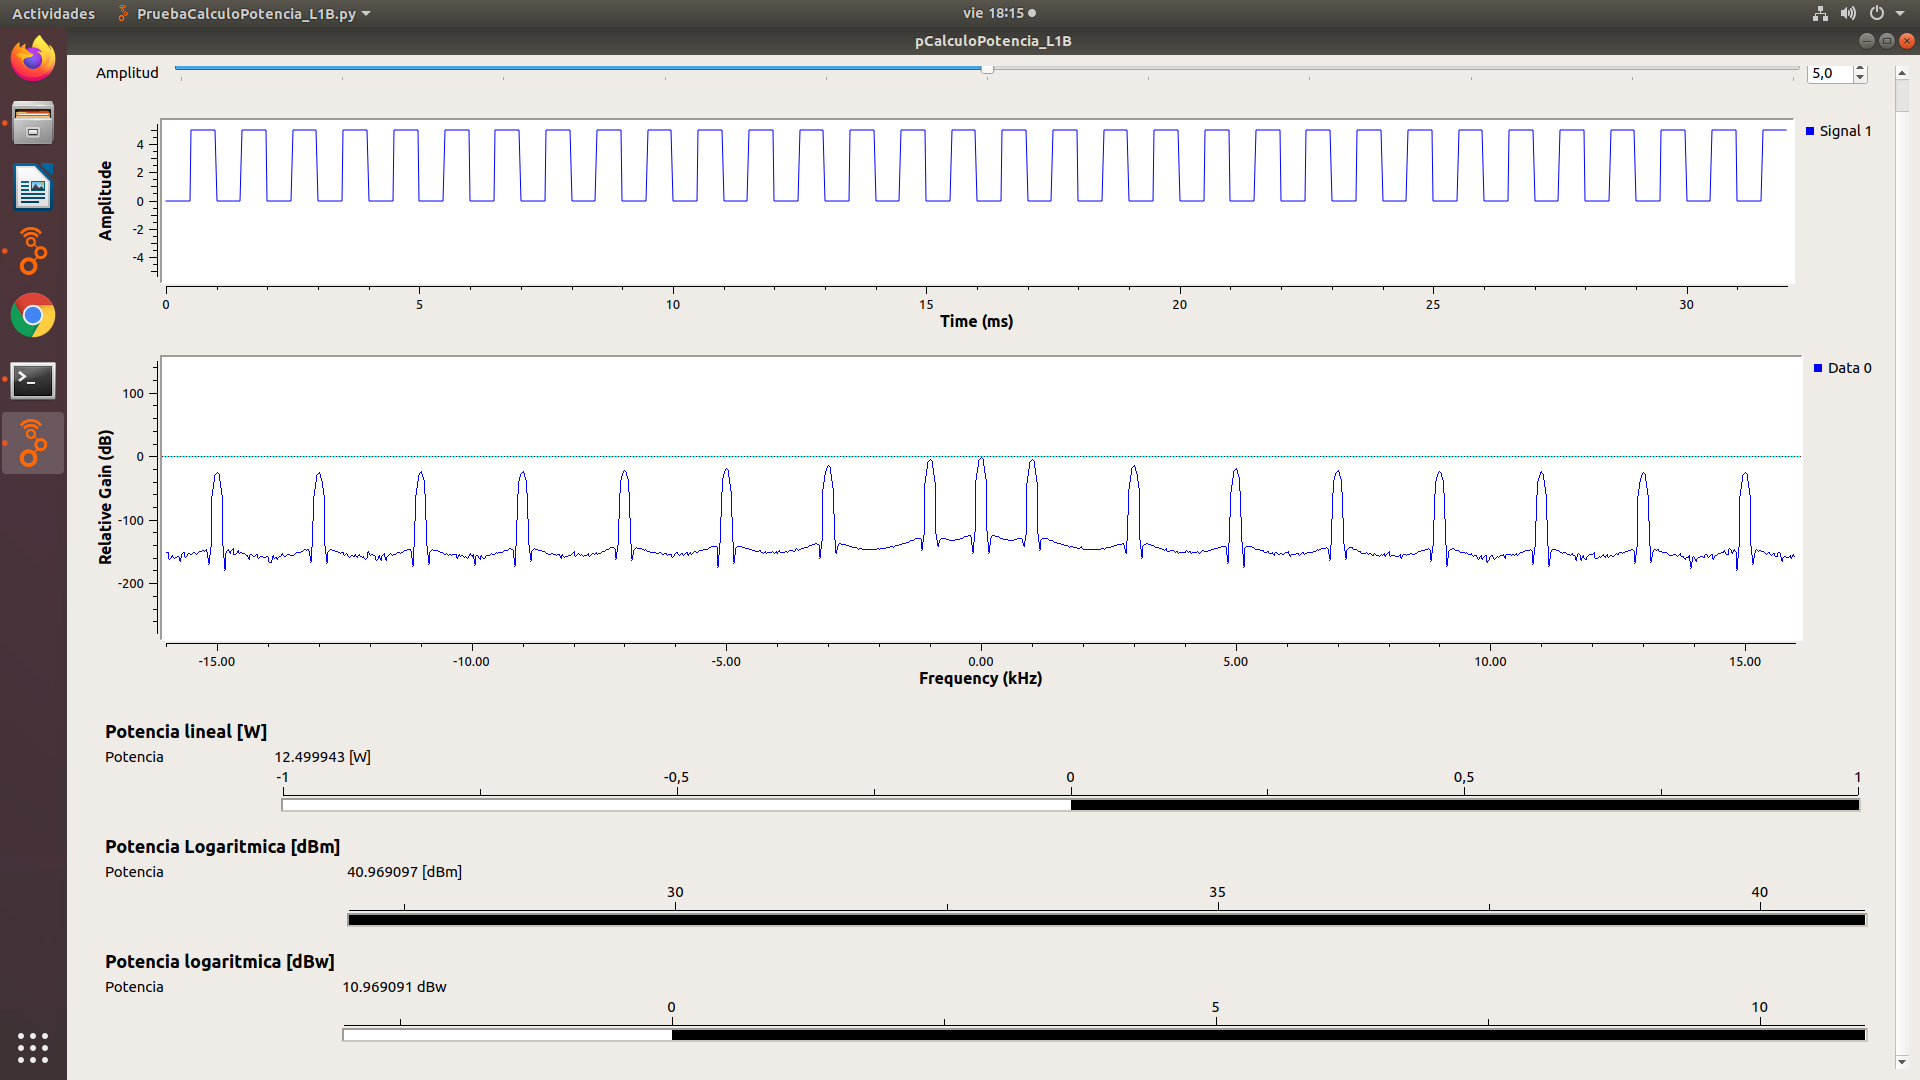 Actividades PruebaCalculoPotencia_L1B.py vie 18:15
pCalculoPotencia_L1B
Amplitud 5,0
Signal 1
Amplitude
4
2
0
-2
-4
0 5 10 15 20 25 30
Time (ms)
Data 0
Relative Gain (dB)
100
0
-100
-200
-15.00 -10.00 -5.00 0.00 5.00 10.00 15.00
Frequency (kHz)
Potencia lineal [W]
Potencia 12.499943 [W]
-1 -0,5 0 0,5 1
Potencia Logaritmica [dBm]
Potencia 40.969097 [dBm]
30 35 40
Potencia logaritmica [dBw]
Potencia 10.969091 dBw
0 5 10